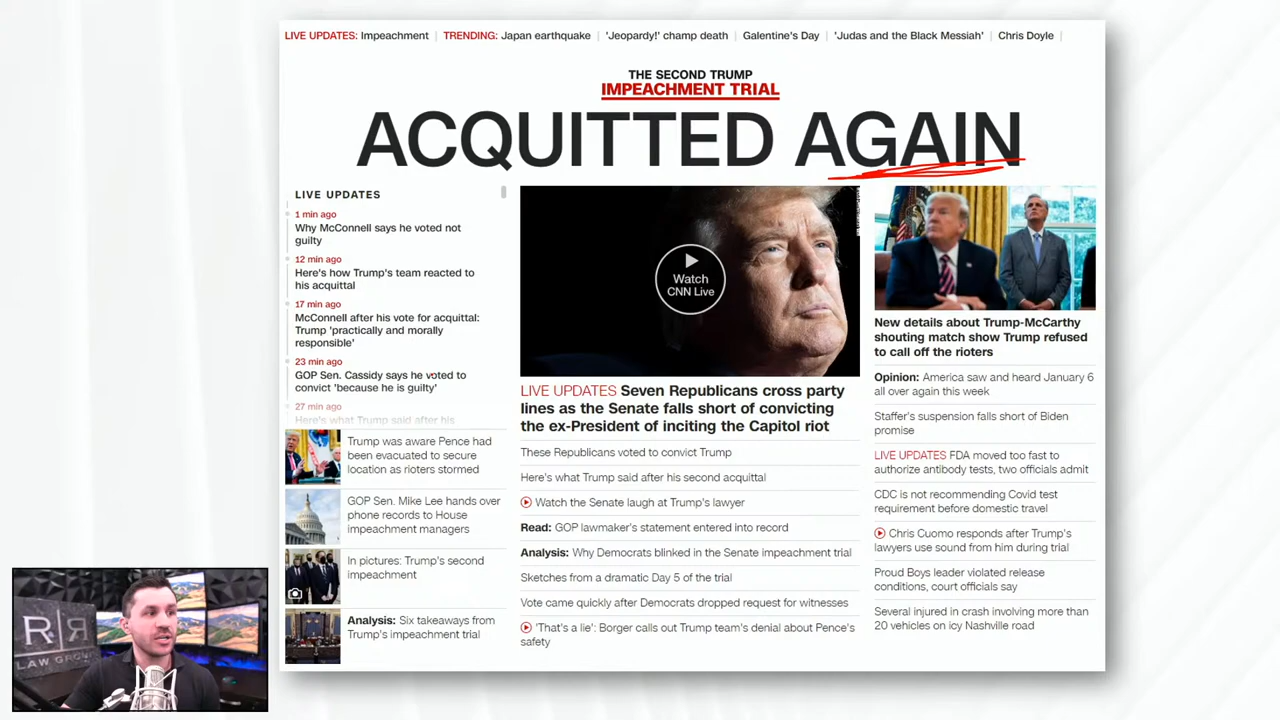 LIVE UPDATES: Impeachment | TRENDING: Japan earthquake | 'Jeopardy!' champ death | Galentine's Day | 'Judas and the Black Messiah' | Chris Doyle |
THE SECOND TRUMP
IMPEACHMENT TRIAL
ACQUITTED AGAIN
LIVE UPDATES
1 min ago
Why McConnell says he voted not
guilty
12 min ago
Here's how Trump's team reacted to
his acquittal
17 min ago
McConnell after his vote for acquittal:
Trump 'practically and morally
responsible'
23 min ago
GOP Sen. Cassidy says he voted to
convict 'because he is guilty'
27 min ago
Here's what Trump said after his
Trump was aware Pence had
been evacuated to secure
location as rioters stormed
GOP Sen. Mike Lee hands over
phone records to House
impeachment managers
In pictures: Trump's second
impeachment
Analysis: Six takeaways from
Trump's impeachment trial
Watch
CNN Live
LIVE UPDATES Seven Republicans cross party
lines as the Senate falls short of convicting
the ex-President of inciting the Capitol riot
These Republicans voted to convict Trump
Here's what Trump said after his second acquittal
Watch the Senate laugh at Trump's lawyer
Read: GOP lawmaker's statement entered into record
Analysis: Why Democrats blinked in the Senate impeachment trial
Sketches from a dramatic Day 5 of the trial
Vote came quickly after Democrats dropped request for witnesses
'That's a lie': Borger calls out Trump team's denial about Pence's
safety
New details about Trump-McCarthy
shouting match show Trump refused
to call off the rioters
Opinion: America saw and heard January 6
all over again this week
Staffer's suspension falls short of Biden
promise
LIVE UPDATES FDA moved too fast to
authorize antibody tests, two officials admit
CDC is not recommending Covid test
requirement before domestic travel
Chris Cuomo responds after Trump's
lawyers use sound from him during trial
Proud Boys leader violated release
conditions, court officials say
Several injured in crash involving more than
20 vehicles on icy Nashville road
R|R
LAW GROUP